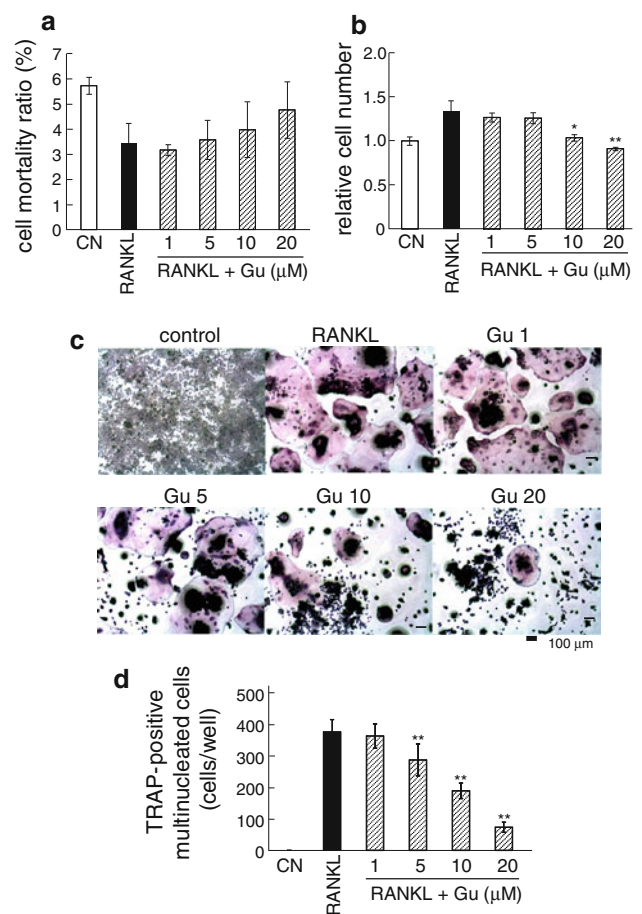 a
cell mortality ratio (%)
7
6
5
4
3
2
1
0
CN
RANKL
1 5 10 20
RANKL + Gu (μM)
b
relative cell number
2.0
1.5
1.0
0.5
0
*
**
CN
RANKL
1 5 10 20
RANKL + Gu (μM)
c
control RANKL Gu 1
Gu 5 Gu 10 Gu 20
100 μm
d
TRAP-positive
multinucleated cells
(cells/well)
500
400
300
200
100
0
**
**
**
CN
RANKL
1 5 10 20
RANKL + Gu (μM)